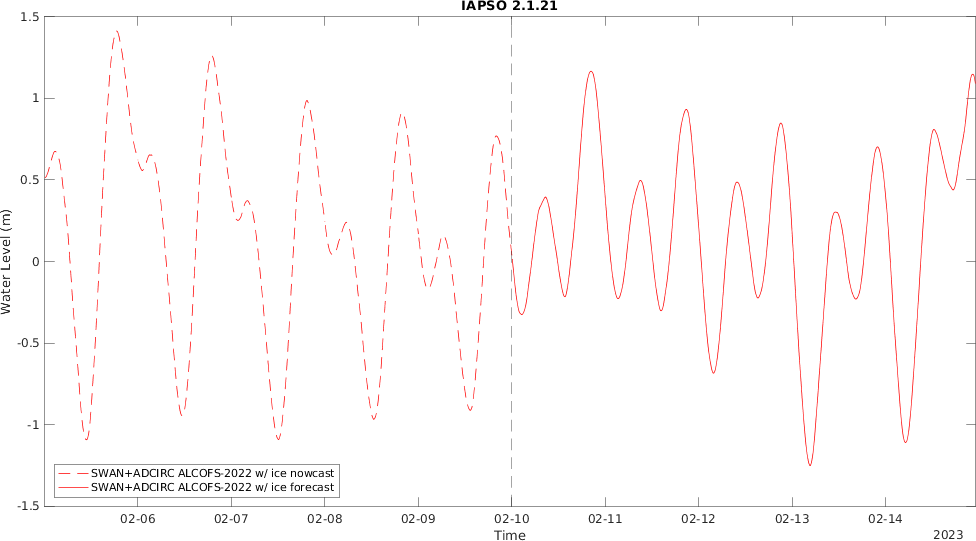 IAPSO 2.1.21
1.5
1
0.5
0
-0.5
-1
-1.5
Water Level (m)
SWAN+ADCIRC ALCOFS-2022 w/ ice nowcast
SWAN+ADCIRC ALCOFS-2022 w/ ice forecast
02-06 02-07 02-08 02-09 02-10 02-11 02-12 02-13 02-14
Time
2023